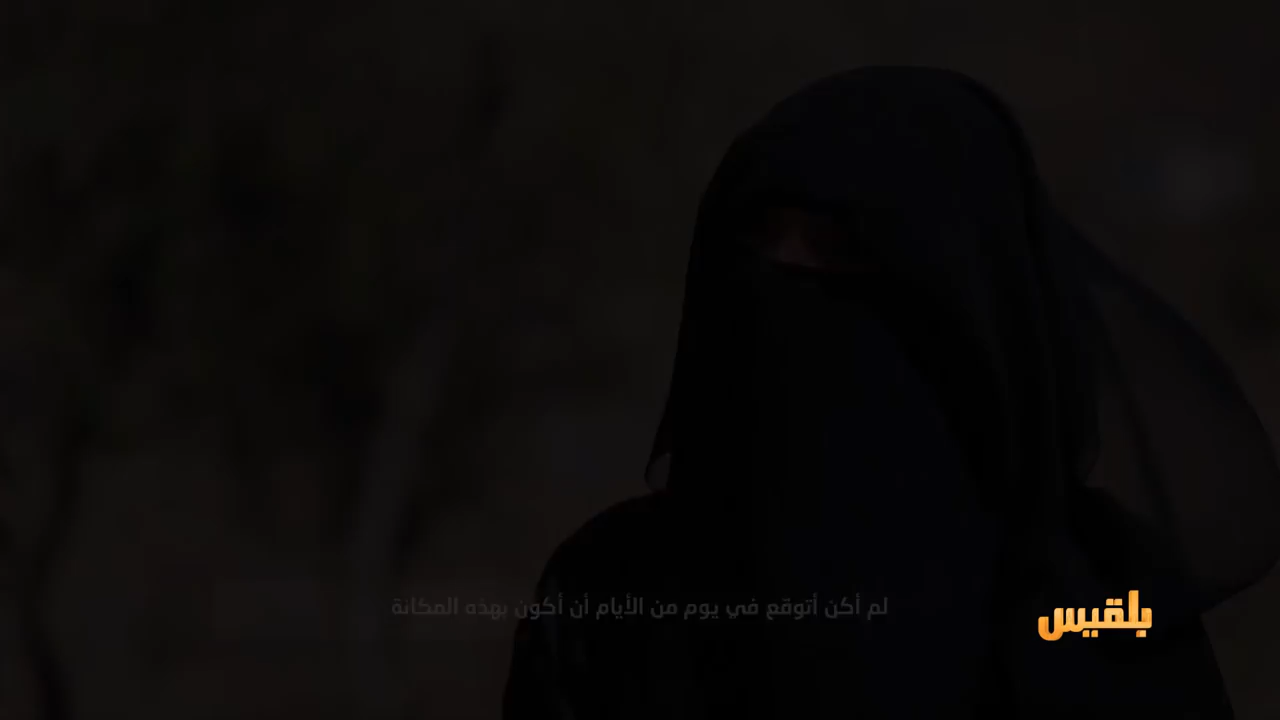 لم أكن أتوقع في يوم من الأيام أن أكون بهذه المكانة
بلقيس